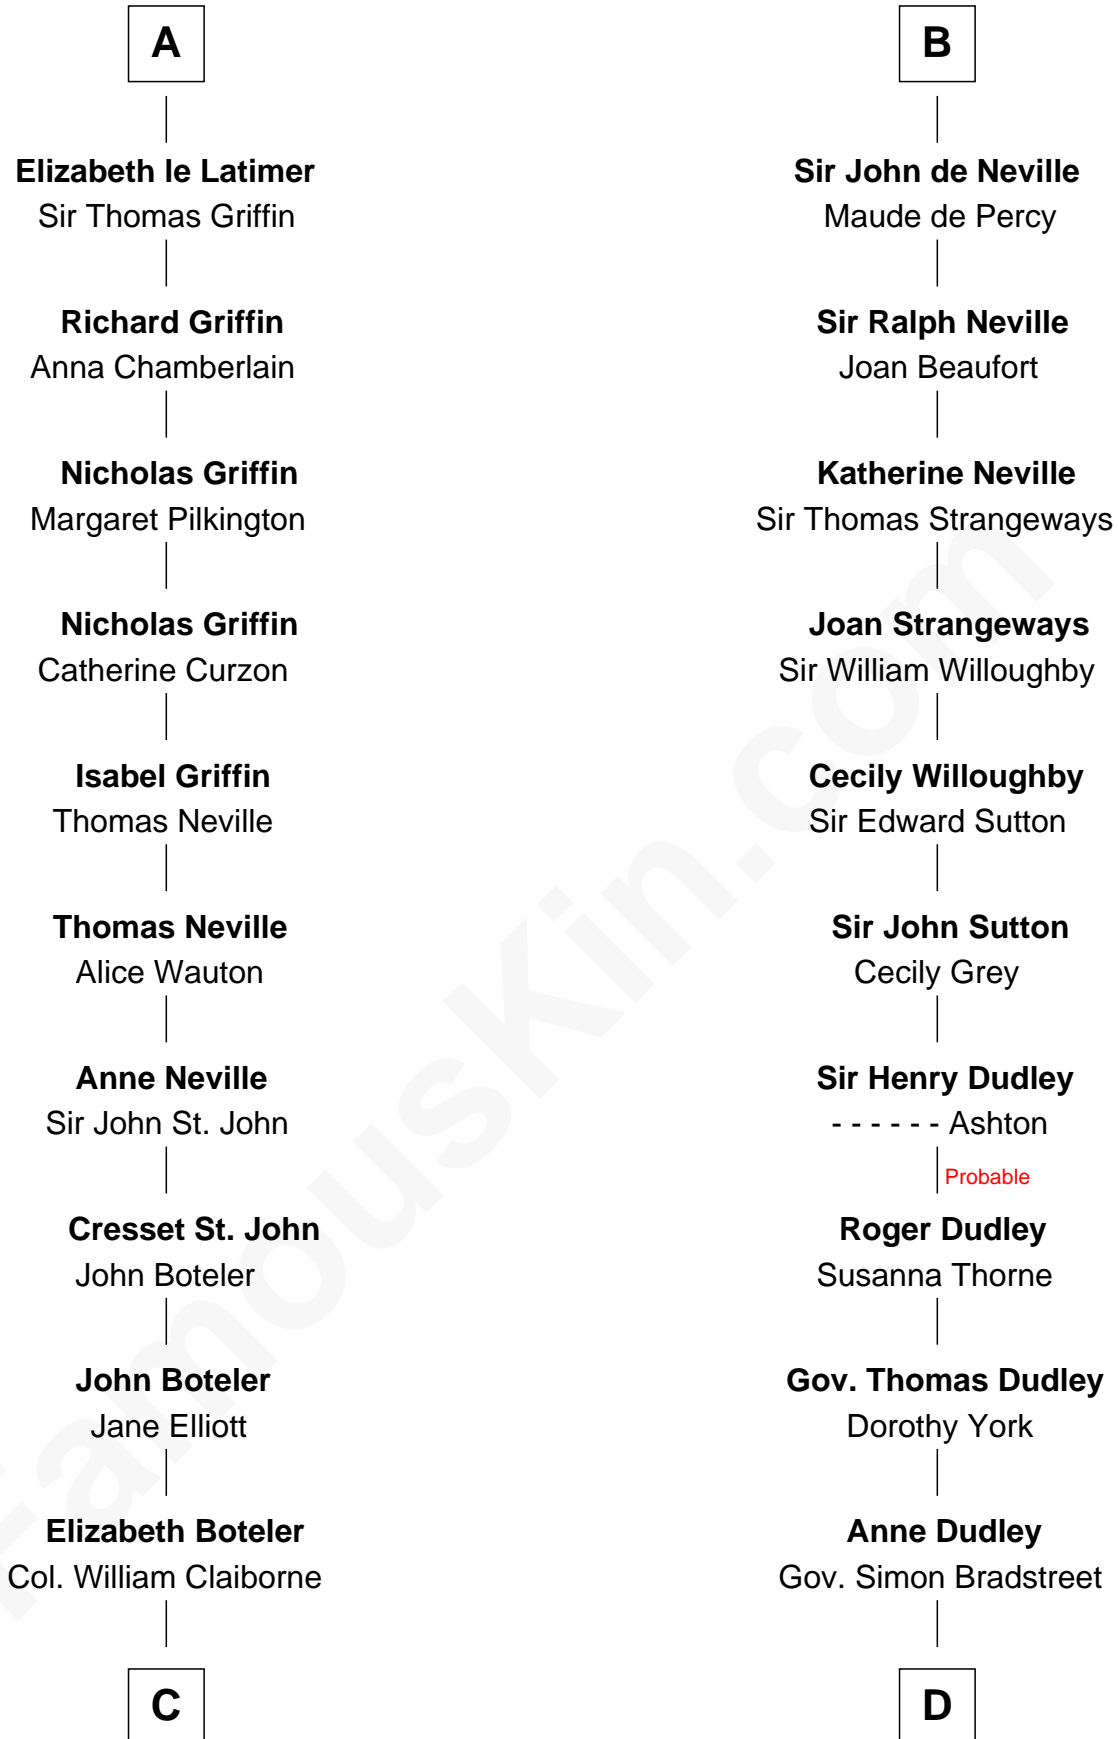 A
Elizabeth le Latimer
Sir Thomas Griffin
Richard Griffin
Anna Chamberlain
Nicholas Griffin
Margaret Pilkington
Nicholas Griffin
Catherine Curzon
Isabel Griffin
Thomas Neville
Thomas Neville
Alice Wauton
Anne Neville
Sir John St. John
Cresset St. John
John Boteler
John Boteler
Jane Elliott
Elizabeth Boteler
Col. William Claiborne
C
B
Sir John de Neville
Maude de Percy
Sir Ralph Neville
Joan Beaufort
Katherine Neville
Sir Thomas Strangeways
Joan Strangeways
Sir William Willoughby
Cecily Willoughby
Sir Edward Sutton
Sir John Sutton
Cecily Grey
Sir Henry Dudley
- - - - - - Ashton
Probable
Roger Dudley
Susanna Thorne
Gov. Thomas Dudley
Dorothy York
Anne Dudley
Gov. Simon Bradstreet
D
FamousKin.com